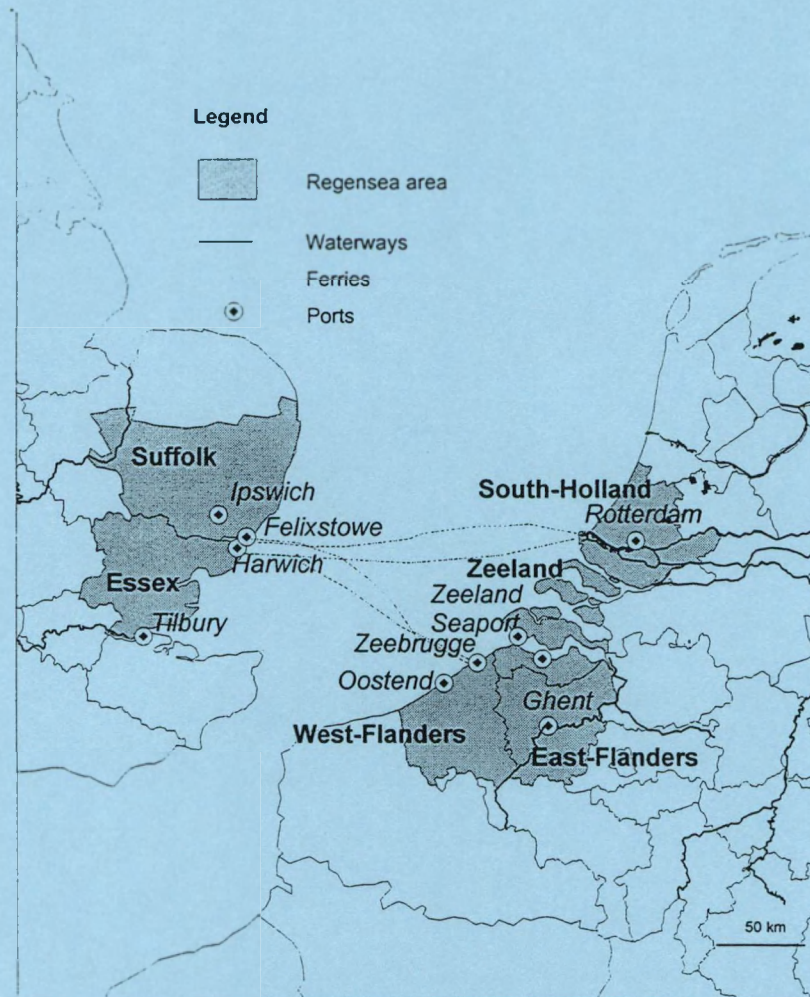 Legend
Regensea area
Waterways
Ferries
Ports
Suffolk
Ipswich
South-Holland
Felixstowe
Rotterdam
Harwich
Essex
Zeeland
Zeeland
Seaport
Tilbury
Zeebrugge
Oostend
Ghent
West-Flanders
East-Flanders
50 km